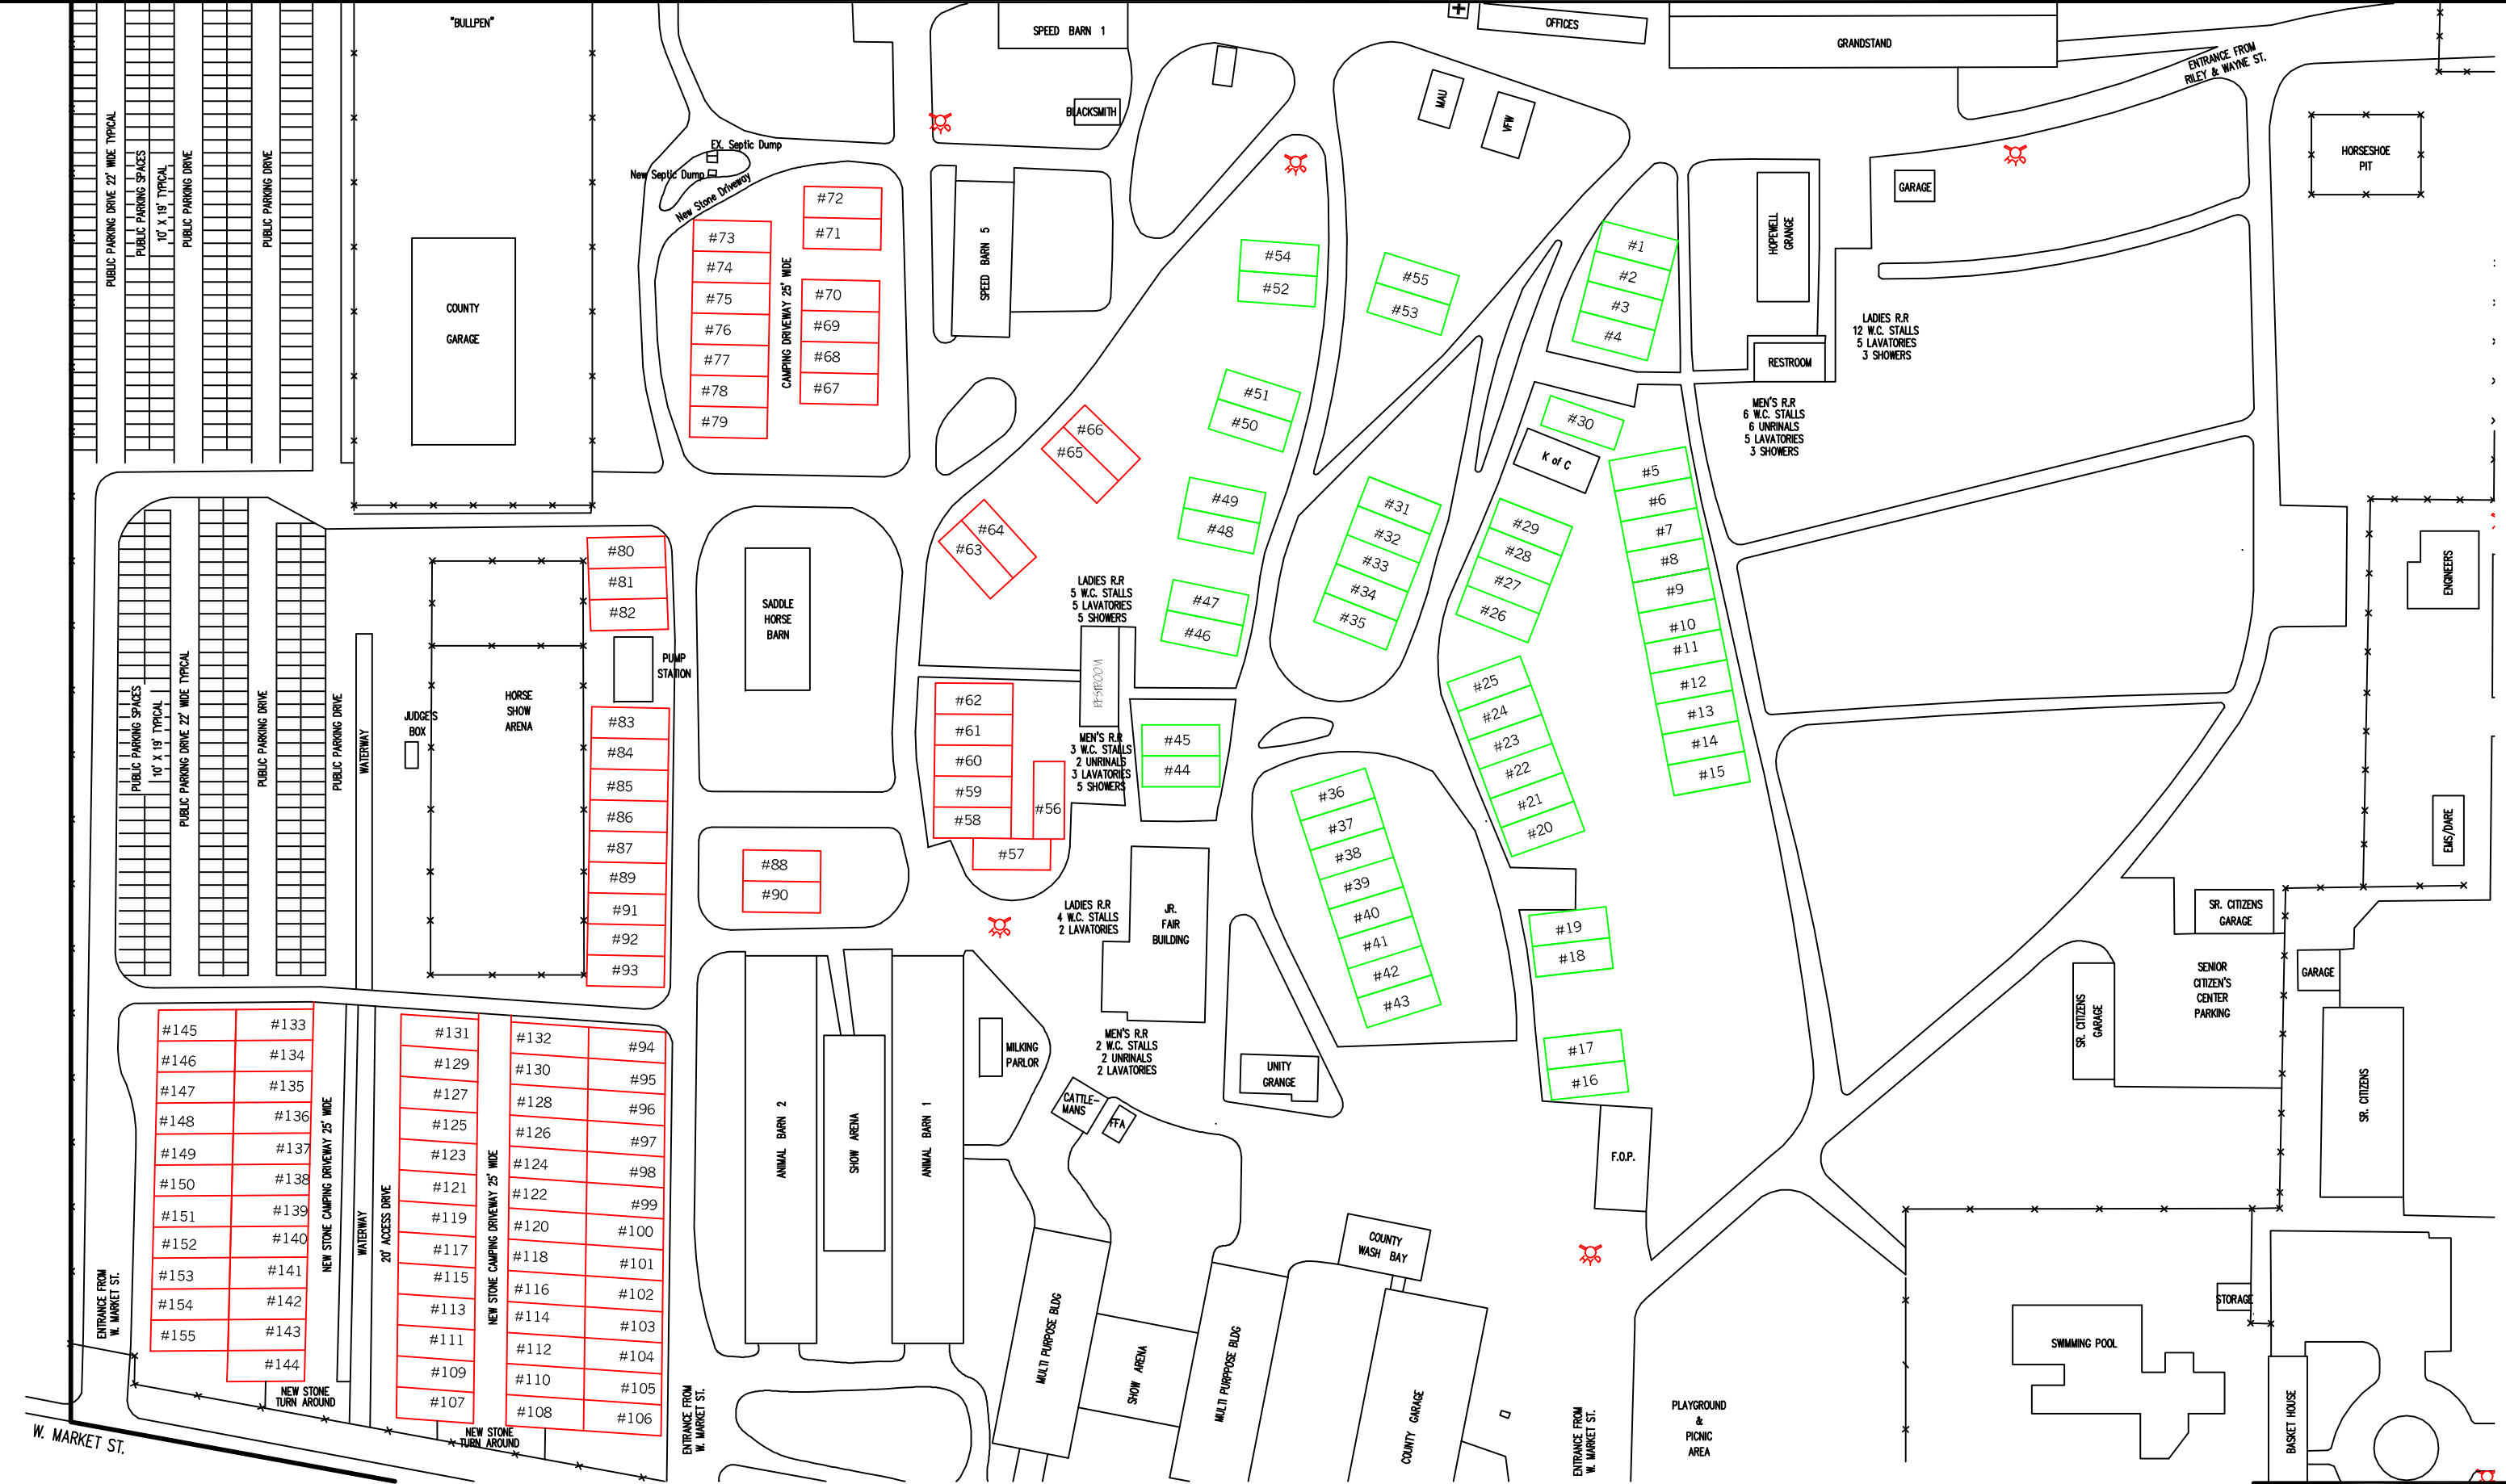 "BULLPEN"
SPEED BARN 1
OFFICES
GRANDSTAND
ENTRANCE FROM
RILEY & WAYNE ST.
PUBLIC PARKING DRIVE 22' WIDE TYPICAL
PUBLIC PARKING SPACES
10' X 19' TYPICAL
PUBLIC PARKING DRIVE
PUBLIC PARKING DRIVE
COUNTY
GARAGE
EX. Septic Dump
New Septic Dump
New Stone Driveway
BLACKSMITH
SPEED BARN 5
MAU
VFW
HOPEWELL
GRANGE
GARAGE
HORSESHOE
PIT
#72
#71
#73
#74
#75
#76
#77
#78
#79
CAMPING DRIVEWAY 25' WIDE
#70
#69
#68
#67
#54
#52
#55
#53
#1
#2
#3
#4
LADIES R.R
12 W.C. STALLS
5 LAVATORIES
3 SHOWERS
RESTROOM
MEN'S R.R
6 W.C. STALLS
6 UNRINALS
5 LAVATORIES
3 SHOWERS
#51
#50
#66
#65
#64
#63
#49
#48
#47
#46
#30
K of C
#5
#6
#7
#8
#9
#10
#11
#12
#13
#14
#15
#31
#32
#33
#34
#35
#29
#28
#27
#26
#25
#24
#23
#22
#21
#20
ENGINEERS
EMS/DARE
#80
#81
#82
SADDLE
HORSE
BARN
PUMP
STATION
HORSE
SHOW
ARENA
JUDGE'S
BOX
WATERWAY
PUBLIC PARKING SPACES
10' X 19' TYPICAL
PUBLIC PARKING DRIVE 22' WIDE TYPICAL
PUBLIC PARKING DRIVE
PUBLIC PARKING DRIVE
#83
#84
#85
#86
#87
#89
#91
#92
#93
#88
#90
LADIES R.R
5 W.C. STALLS
5 LAVATORIES
5 SHOWERS
RESTROOM
MEN'S R.R
3 W.C. STALLS
2 UNRINALS
3 LAVATORIES
5 SHOWERS
#62
#61
#60
#59
#58
#56
#57
#45
#44
#36
#37
#38
#39
#40
#41
#42
#43
LADIES R.R
4 W.C. STALLS
2 LAVATORIES
JR.
FAIR
BUILDING
MEN'S R.R
2 W.C. STALLS
2 UNRINALS
2 LAVATORIES
#19
#18
#17
#16
UNITY
GRANGE
F.O.P.
SR. CITIZENS
GARAGE
SENIOR
CITIZEN'S
CENTER
PARKING
GARAGE
SR. CITIZENS
GARAGE
SR. CITIZENS
#145
#146
#147
#148
#149
#150
#151
#152
#153
#154
#155
#133
#134
#135
#136
#137
#138
#139
#140
#141
#142
#143
#144
NEW STONE CAMPING DRIVEWAY 25' WIDE
WATERWAY
20' ACCESS DRIVE
#131
#129
#127
#125
#123
#121
#119
#117
#115
#113
#111
#109
#107
NEW STONE CAMPING DRIVEWAY 25' WIDE
#132
#130
#128
#126
#124
#122
#120
#118
#116
#114
#112
#110
#108
#94
#95
#96
#97
#98
#99
#100
#101
#102
#103
#104
#105
#106
ANIMAL BARN 2
SHOW ARENA
ANIMAL BARN 1
MILKING
PARLOR
CATTLE-
MANS
FFA
COUNTY
WASH BAY
MULTI PURPOSE BLDG
SHOW ARENA
MULTI PURPOSE BLDG
COUNTY GARAGE
ENTRANCE FROM
W. MARKET ST.
NEW STONE
TURN AROUND
NEW STONE
TURN AROUND
ENTRANCE FROM
W. MARKET ST.
ENTRANCE FROM
W. MARKET ST.
PLAYGROUND
&
PICNIC
AREA
SWIMMING POOL
STORAGE
BASKET HOUSE
W. MARKET ST.